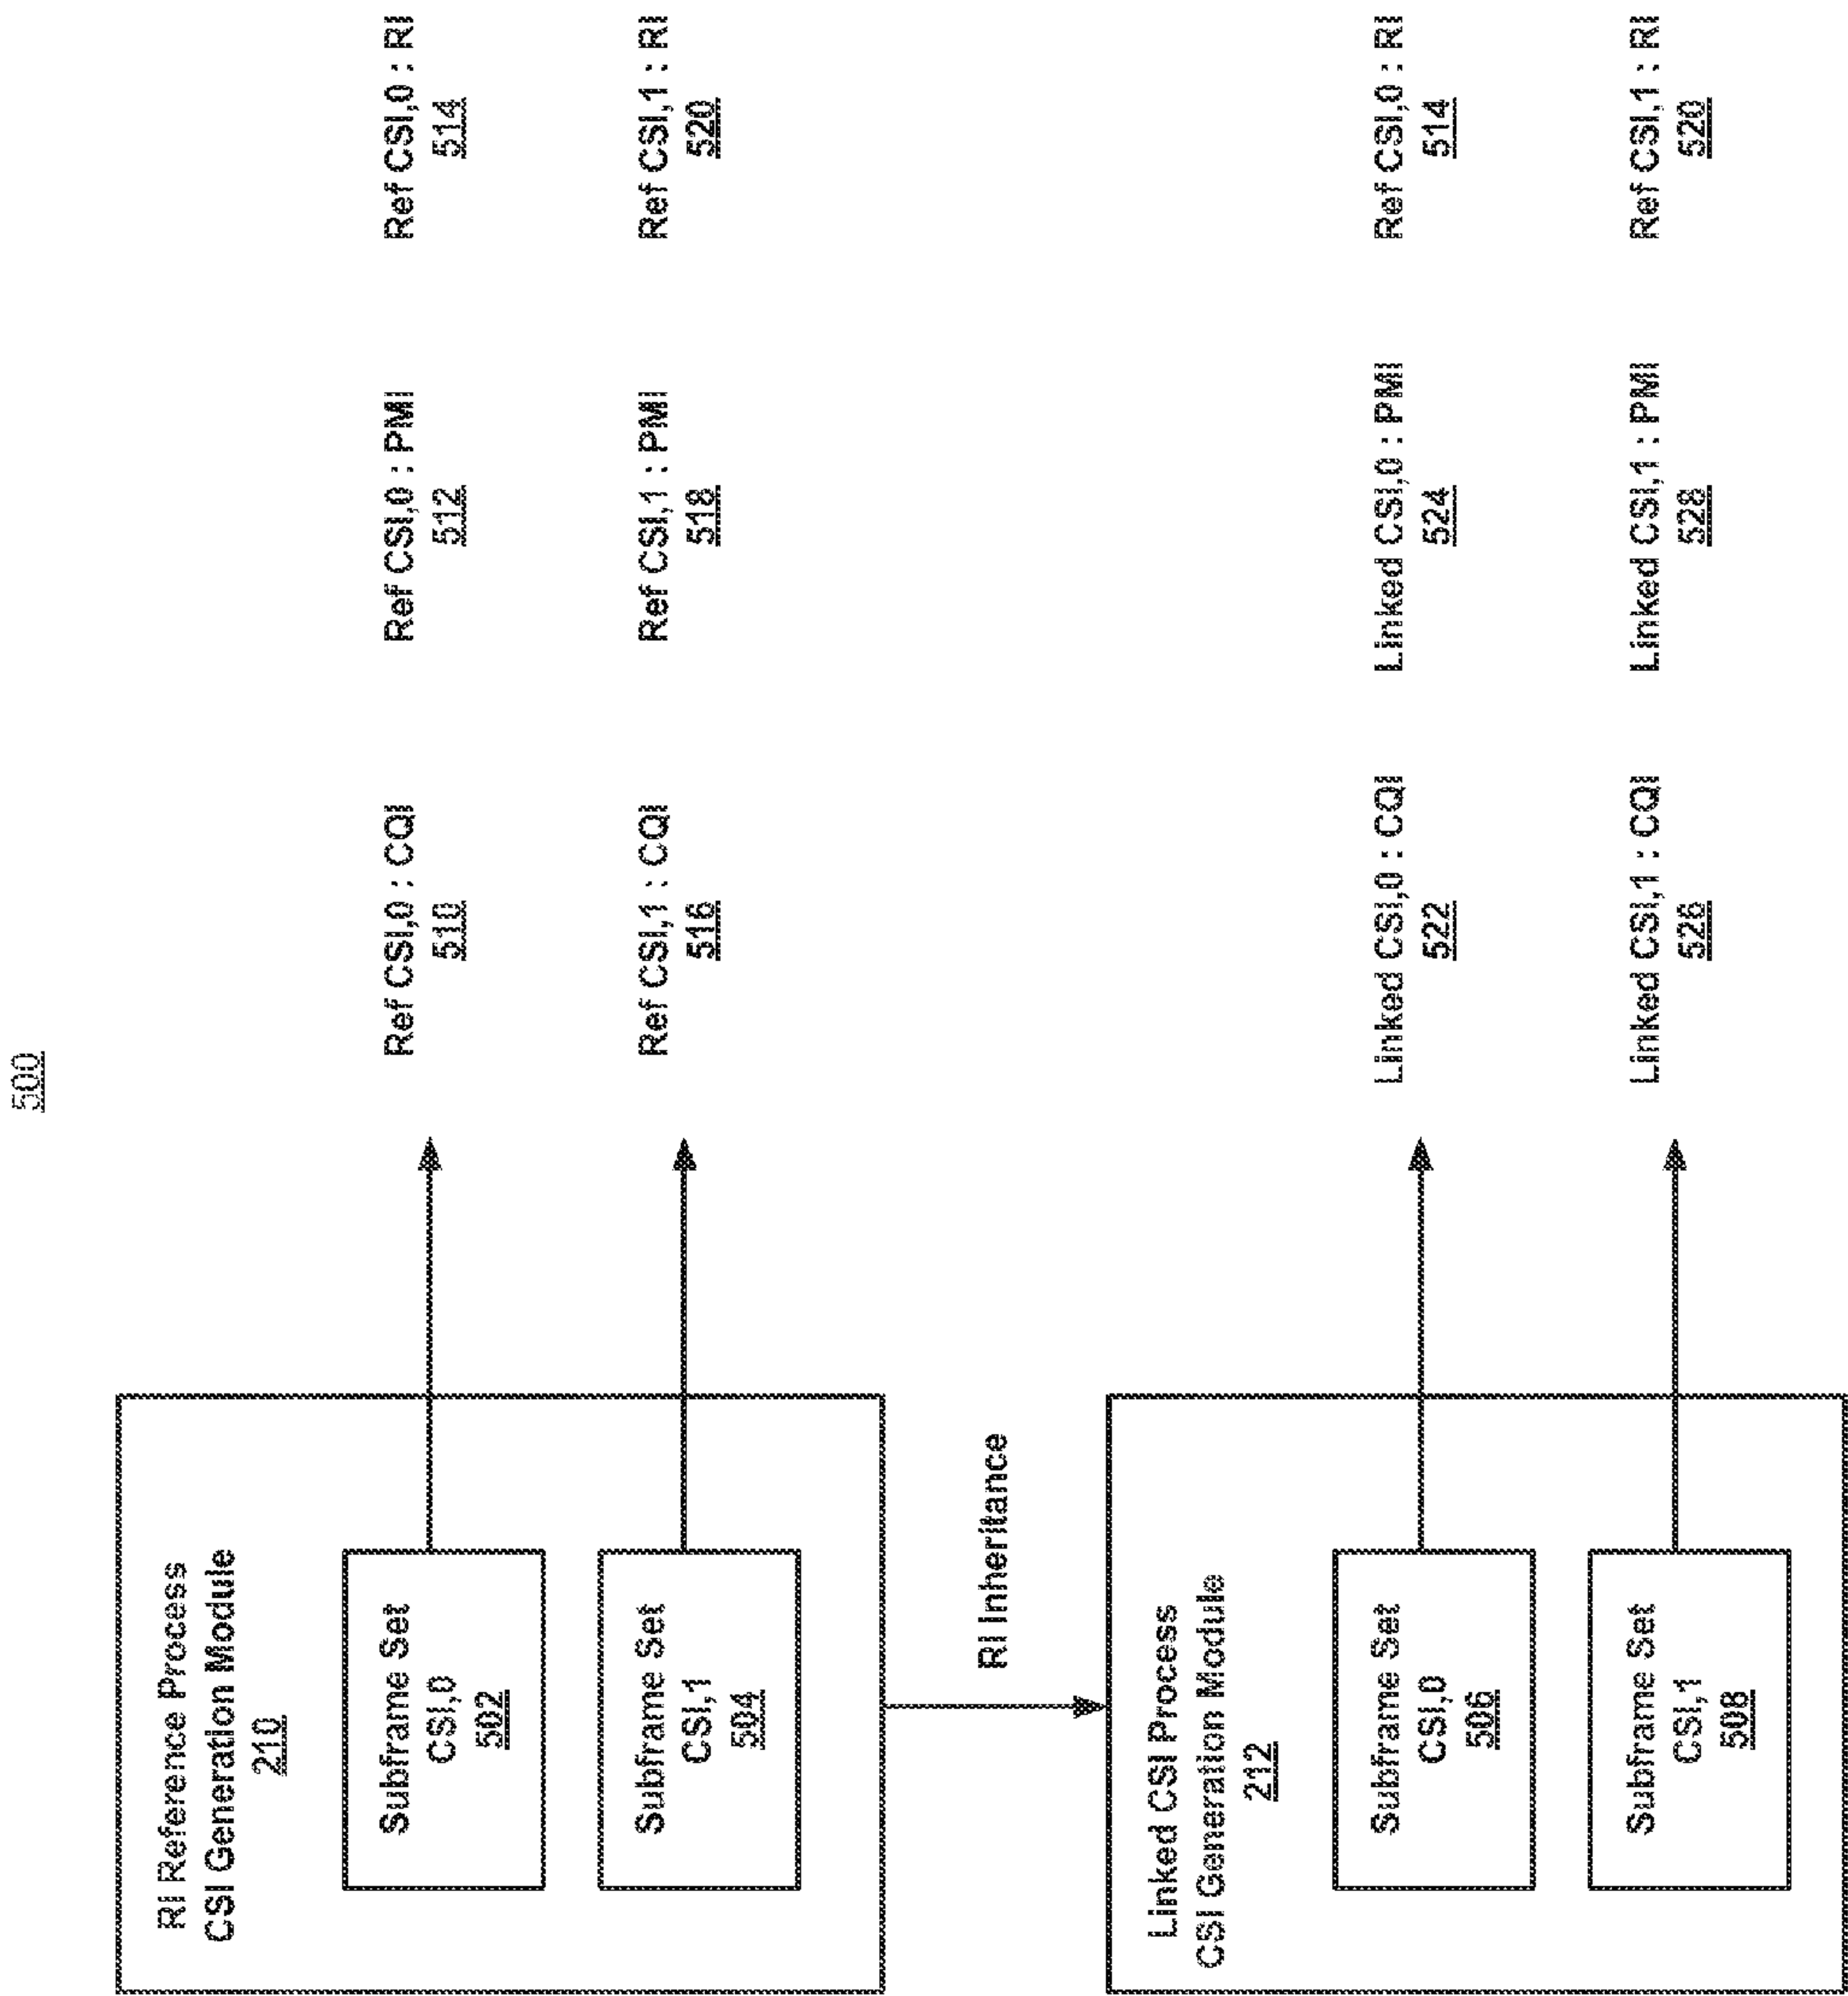 500
RI Reference Process
CSI Generation Module
210
Subframe Set
CSI,0
502
Ref CSI,0 : CQI
510
Ref CSI,0 : PMI
512
Ref CSI,0 : RI
514
Subframe Set
CSI,1
504
Ref CSI,1 : CQI
516
Ref CSI,1 : PMI
518
Ref CSI,1 : RI
520
RI Inheritance
Linked CSI Process
CSI Generation Module
212
Subframe Set
CSI,0
506
Linked CSI,0 : CQI
522
Linked CSI,0 : PMI
524
Ref CSI,0 : RI
514
Subframe Set
CSI,1
508
Linked CSI,1 : CQI
526
Linked CSI,1 : PMI
528
Ref CSI,1 : RI
520